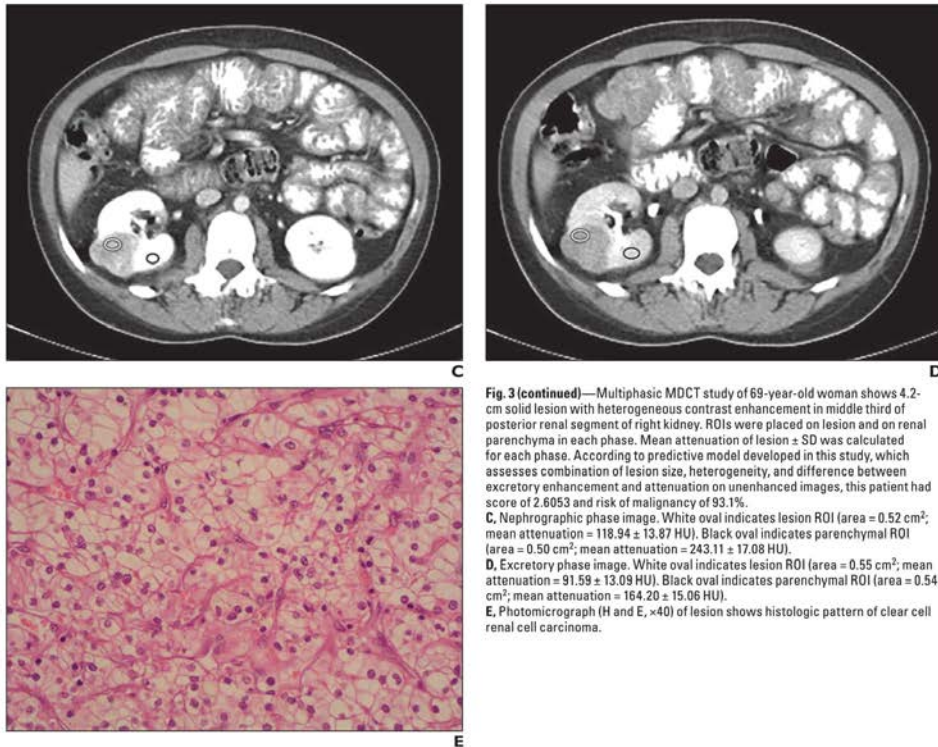 C
D
Fig. 3 (continued)—Multiphasic MDCT study of 69-year-old woman shows 4.2-
cm solid lesion with heterogeneous contrast enhancement in middle third of
posterior renal segment of right kidney. ROIs were placed on lesion and on renal
parenchyma in each phase. Mean attenuation of lesion ± SD was calculated
for each phase. According to predictive model developed in this study, which
assesses combination of lesion size, heterogeneity, and difference between
excretory enhancement and attenuation on unenhanced images, this patient had
score of 2.6053 and risk of malignancy of 93.1%.
C, Nephrographic phase image. White oval indicates lesion ROI (area = 0.52 cm²;
mean attenuation = 118.94 ± 13.87 HU). Black oval indicates parenchymal ROI
(area = 0.50 cm²; mean attenuation = 243.11 ± 17.08 HU).
D, Excretory phase image. White oval indicates lesion ROI (area = 0.55 cm²; mean
attenuation = 91.59 ± 13.09 HU). Black oval indicates parenchymal ROI (area = 0.54
cm²; mean attenuation = 164.20 ± 15.06 HU).
E, Photomicrograph (H and E, ×40) of lesion shows histologic pattern of clear cell
renal cell carcinoma.
E